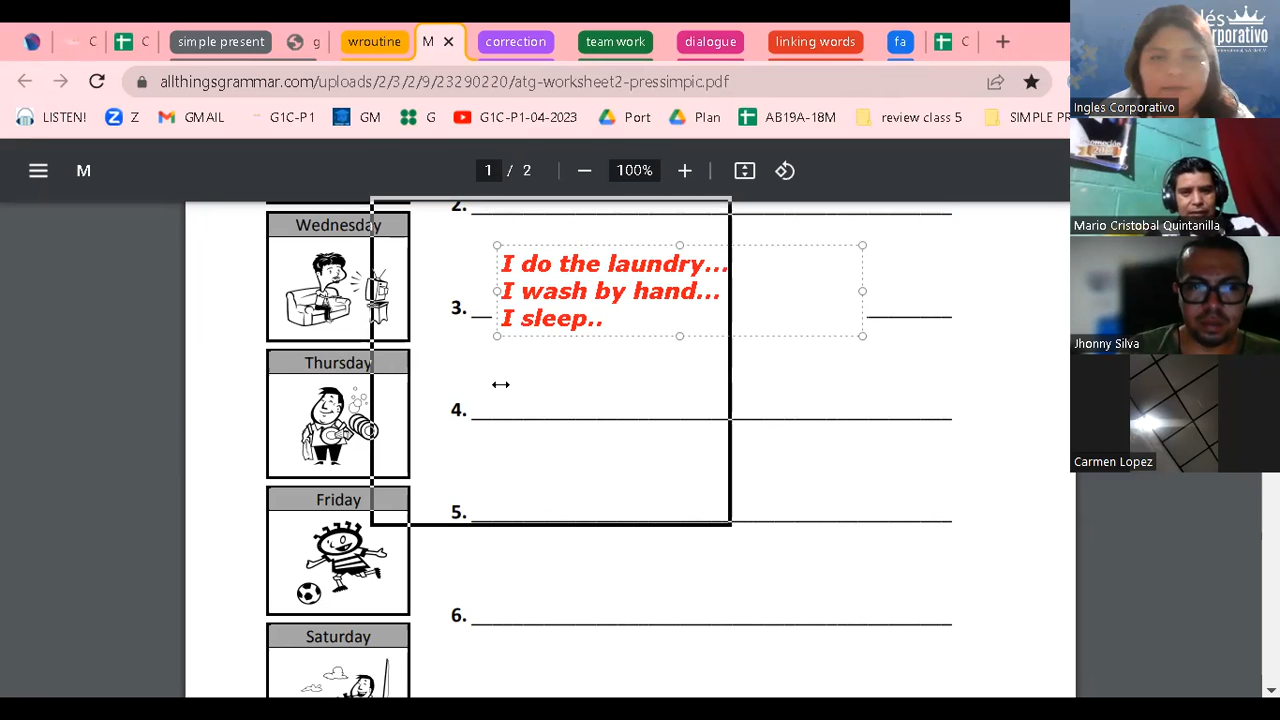 C
C
simple present
g
wroutine
M
correction
team work
dialogue
linking words
fa
C
allthingsgrammar.com/uploads/2/3/2/9/23290220/atg-worksheet2-pressimpic.pdf
LISTEN!
Z
GMAIL
G1C-P1
GM
G
G1C-P1-04-2023
Port
Plan
AB19A-18M
review class 5
SIMPLE PR
M
1 / 2
100%
2.
Wednesday
I do the laundry...
I wash by hand...
3.
I sleep..
Thursday
4.
Friday
5.
6.
Saturday
Corporativo
Ingles Corporativo
Mario Cristobal Quintanilla
Jhonny Silva
Carmen Lopez